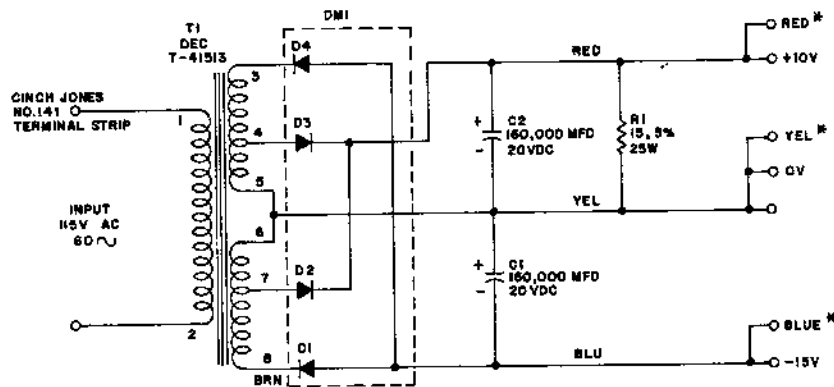 T1
DEC
T-41513
DM1
D4
3
RED
RED*
+10V
CINCH JONES
NO.141
TERMINAL STRIP
1
D3
4
C2
160,000 MFD
20VDC
+
-
R1
15, 5%
25W
YEL*
0V
5
YEL
INPUT
115V AC
60
6
7
D2
C1
160,000 MFD
20VDC
+
-
2
8
D1
BRN
BLU
BLUE*
-15V